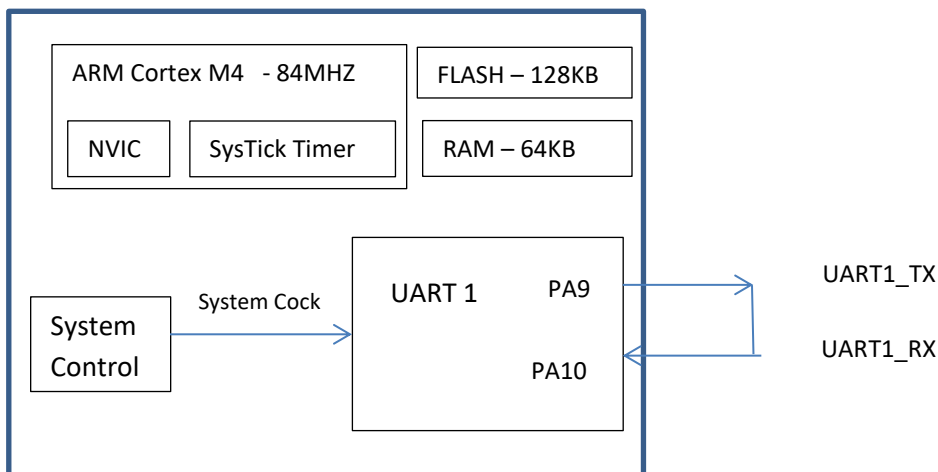 ARM Cortex M4 - 84MHZ
FLASH – 128KB
NVIC
SysTick Timer
RAM – 64KB
UART 1
PA9
UART1_TX
System Cock
System
Control
UART1_RX
PA10